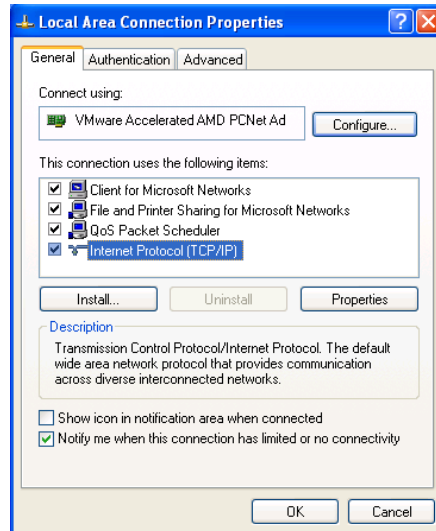 Local Area Connection Properties
General Authentication Advanced
Connect using:
VMware Accelerated AMD PCNet Ad
Configure...
This connection uses the following items:
Client for Microsoft Networks
File and Printer Sharing for Microsoft Networks
QoS Packet Scheduler
Internet Protocol (TCP/IP)
Install... Uninstall Properties
Description
Transmission Control Protocol/Internet Protocol. The default
wide area network protocol that provides communication
across diverse interconnected networks.
Show icon in notification area when connected
Notify me when this connection has limited or no connectivity
OK Cancel